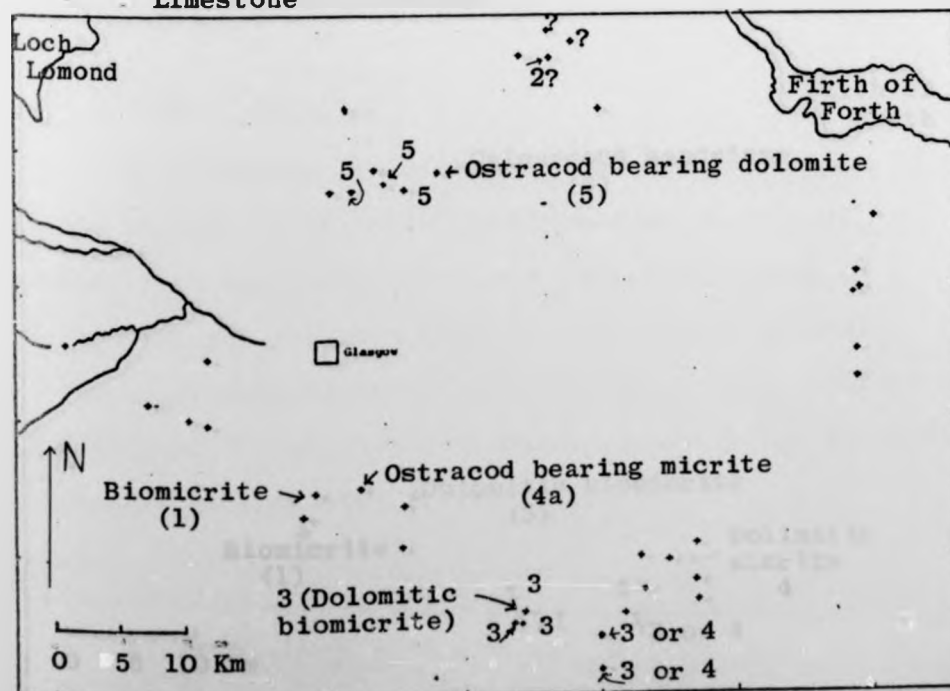 Limestone
Loch
Lomond
?
?
2?
Firth of
Forth
5
5
5
Ostracod bearing dolomite
(5)
Glasgow
N
Ostracod bearing micrite
(4a)
Biomicrite
(1)
3
3 (Dolomitic
biomicrite)
3
3
3 or 4
3 or 4
0 5 10 Km